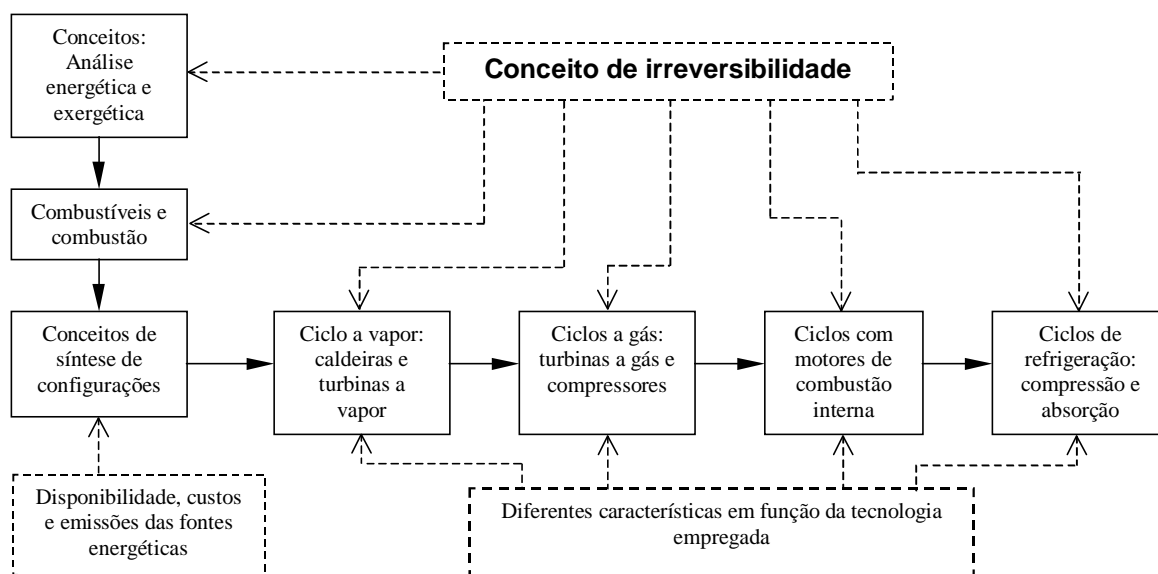 Conceitos:
Análise
energética e
exergética
Conceito de irreversibilidade
Combustíveis e
combustão
Conceitos de
síntese de
configurações
Ciclo a vapor:
caldeiras e
turbinas a
vapor
Ciclos a gás:
turbinas a gás e
compressores
Ciclos com
motores de
combustão
interna
Ciclos de
refrigeração:
compressão e
absorção
Disponibilidade, custos
e emissões das fontes
energéticas
Diferentes características em função da tecnologia
empregada